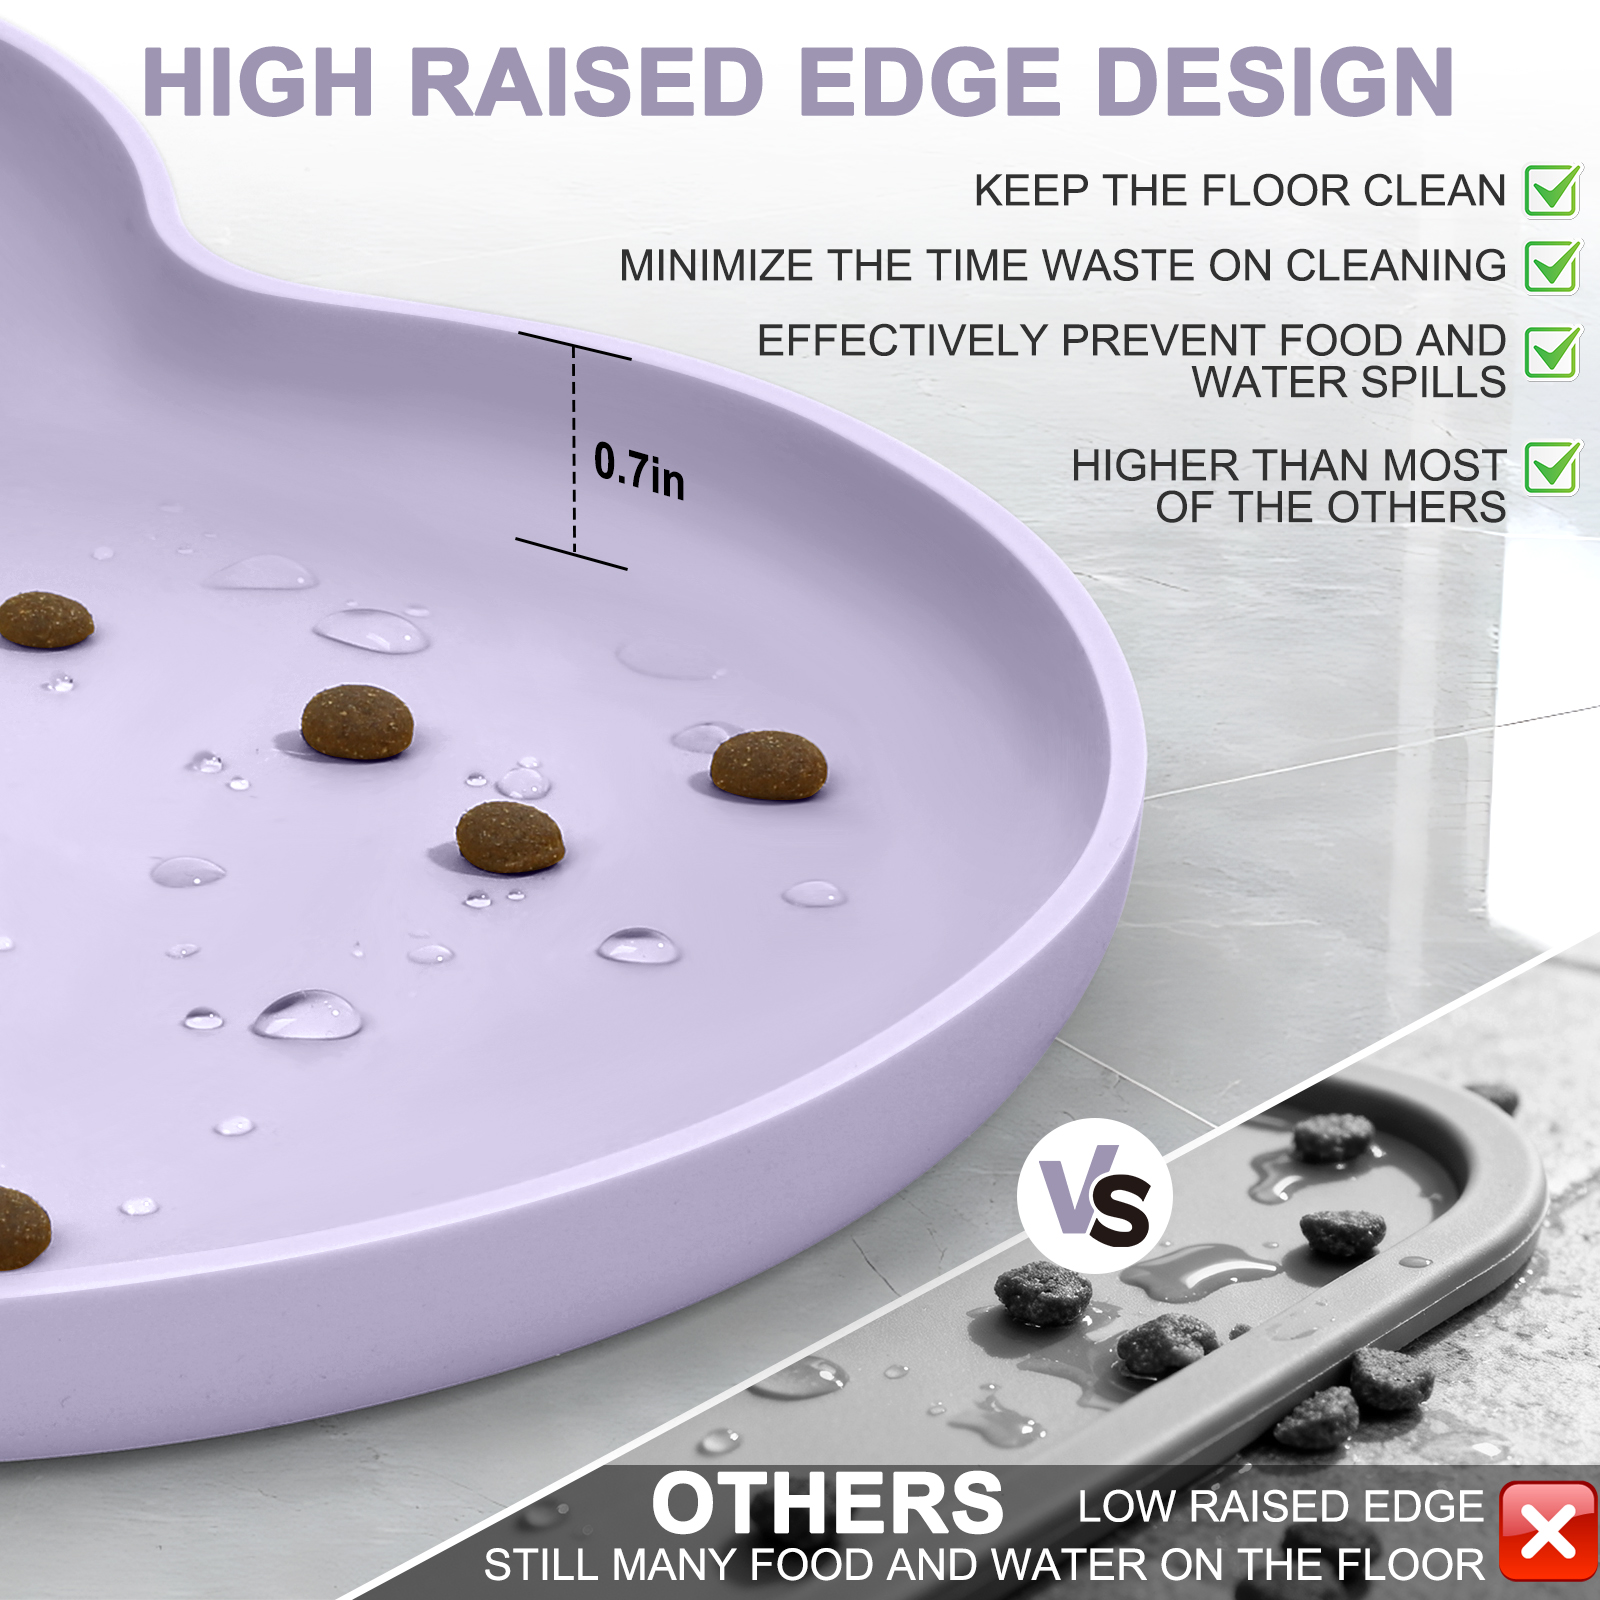 HIGH RAISED EDGE DESIGN
KEEP THE FLOOR CLEAN
MINIMIZE THE TIME WASTE ON CLEANING
EFFECTIVELY PREVENT FOOD AND
WATER SPILLS
HIGHER THAN MOST
OF THE OTHERS
0.7in
VS
OTHERS
LOW RAISED EDGE
STILL MANY FOOD AND WATER ON THE FLOOR